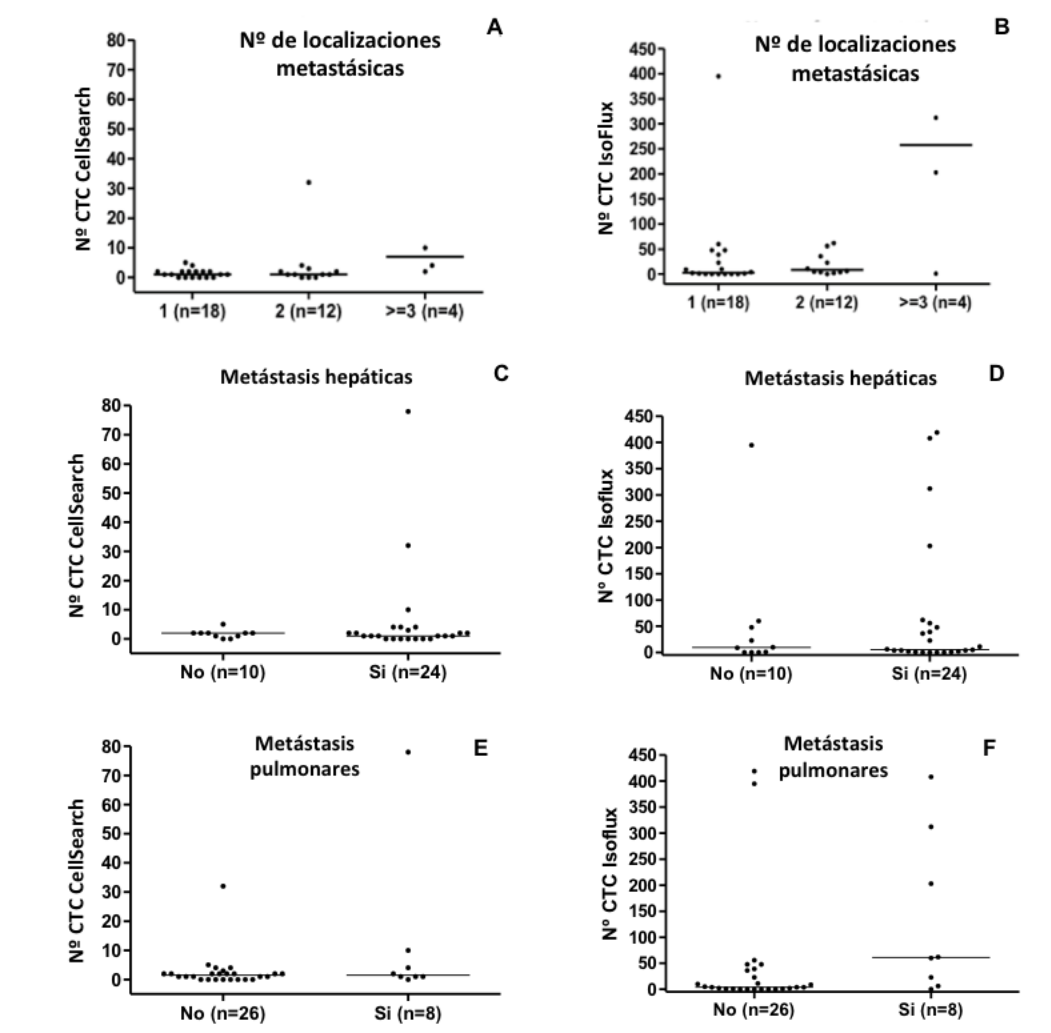 A
Nº de localizaciones
metastásicas
Nº CTC CellSearch
80
70
60
50
40
30
20
10
0
1 (n=18) 2 (n=12) >=3 (n=4)
B
Nº de localizaciones
metastásicas
Nº CTC IsoFlux
450
400
350
300
250
200
150
100
50
0
1 (n=18) 2 (n=12) >=3 (n=4)
C
Metástasis hepáticas
Nº CTC CellSearch
80
70
60
50
40
30
20
10
0
No (n=10) Si (n=24)
D
Metástasis hepáticas
N° CTC Isoflux
450
400
350
300
250
200
150
100
50
0
No (n=10) Si (n=24)
E
Metástasis
pulmonares
Nº CTC CellSearch
80
70
60
50
40
30
20
10
0
No (n=26) Si (n=8)
F
Metástasis
pulmonares
N° CTC Isoflux
450
400
350
300
250
200
150
100
50
0
No (n=26) Si (n=8)